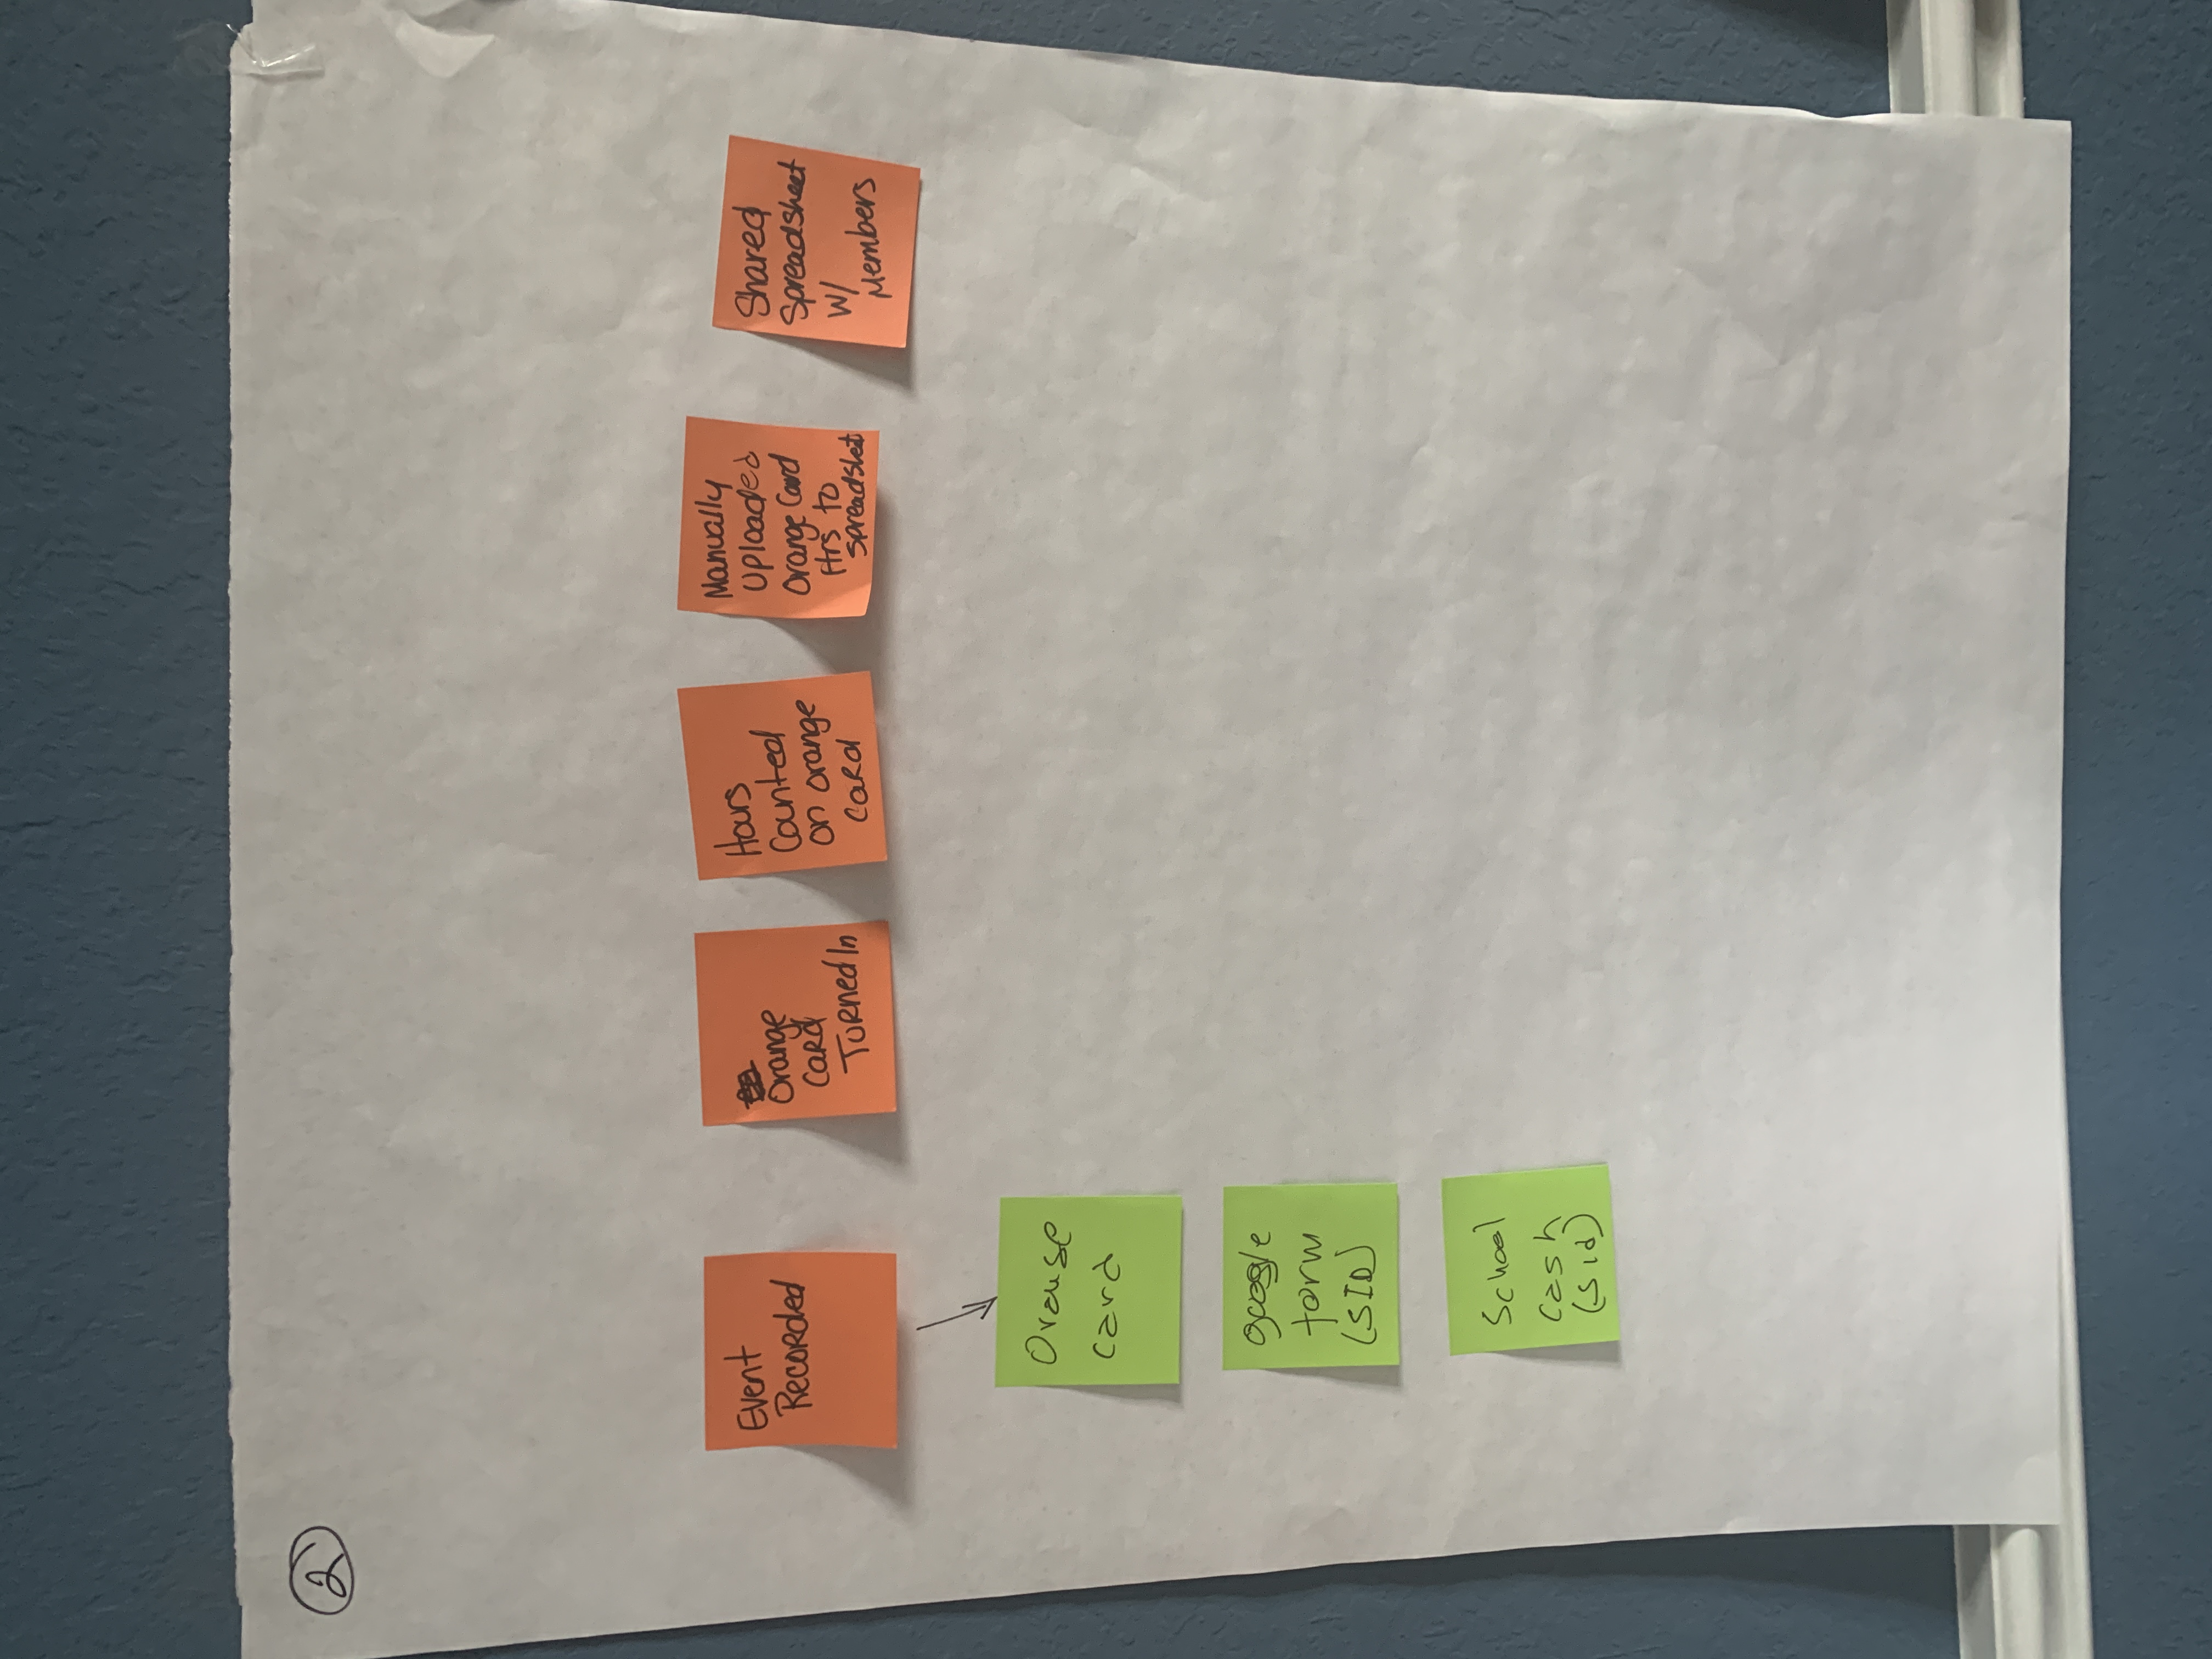 2
Event
Recorded
Orange
Card
Turned In
Hours
Counted
on orange
card
Manually
Uploaded
Orange Card
Hrs to
spreadsheet
Shared
Spreadsheet
W/
Members
Orange
card
google
form
(SID)
School
cash
(Sid)